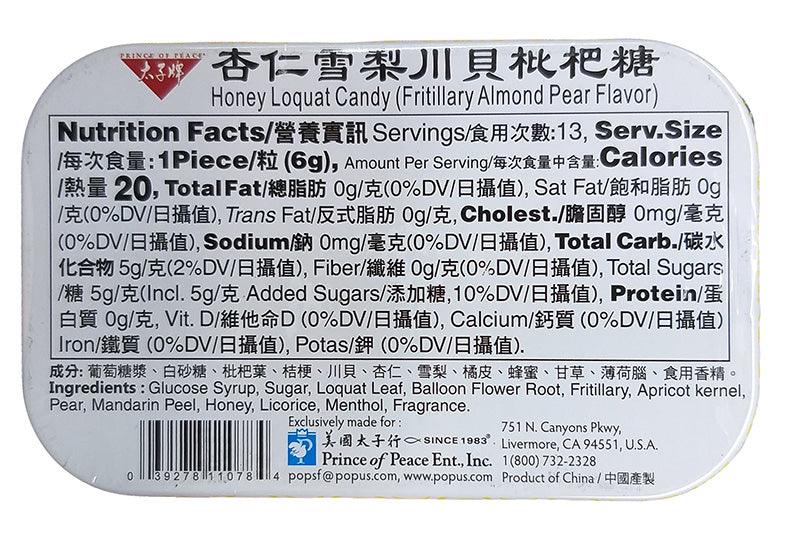 PRINCE OF PEACE®
太子牌
杏仁雪梨川貝枇杷糖
Honey Loquat Candy (Fritillary Almond Pear Flavor)
Nutrition Facts/營養實訊 Servings/食用次數:13, Serv.Size
/每次食量:1Piece/粒 (6g), Amount Per Serving/每次食量中含量:Calories
/熱量 20, Total Fat/總脂肪 0g/克(0%DV/日攝值), Sat Fat/飽和脂肪 0g
/克(0%DV/日攝值), Trans Fat/反式脂肪 0g/克, Cholest./膽固醇 0mg/毫克
(0%DV/日攝值), Sodium/鈉 0mg/毫克(0%DV/日攝值), Total Carb./碳水
化合物 5g/克(2%DV/日攝值), Fiber/纖維 0g/克(0%DV/日攝值), Total Sugars
/糖 5g/克(Incl. 5g/克 Added Sugars/添加糖,10%DV/日攝值), Protein/蛋
白質 0g/克, Vit. D/維他命D (0%DV/日攝值), Calcium/鈣質 (0%DV/日攝值)
Iron/鐵質 (0%DV/日攝值), Potas/鉀 (0%DV/日攝值).
成分: 葡萄糖漿、白砂糖、枇杷葉、桔梗、川貝、杏仁、雪梨、橘皮、蜂蜜、甘草、薄荷腦、食用香精。
Ingredients : Glucose Syrup, Sugar, Loquat Leaf, Balloon Flower Root, Fritillary, Apricot kernel,
Pear, Mandarin Peel, Honey, Licorice, Menthol, Fragrance.
Exclusively made for :
美國太子行 SINCE 1983®
Prince of Peace Ent., Inc.
popsf@popus.com, www.popus.com
751 N. Canyons Pkwy,
Livermore, CA 94551, U.S.A.
1(800) 732-2328
Product of China / 中國產製
0 39278 11078 4